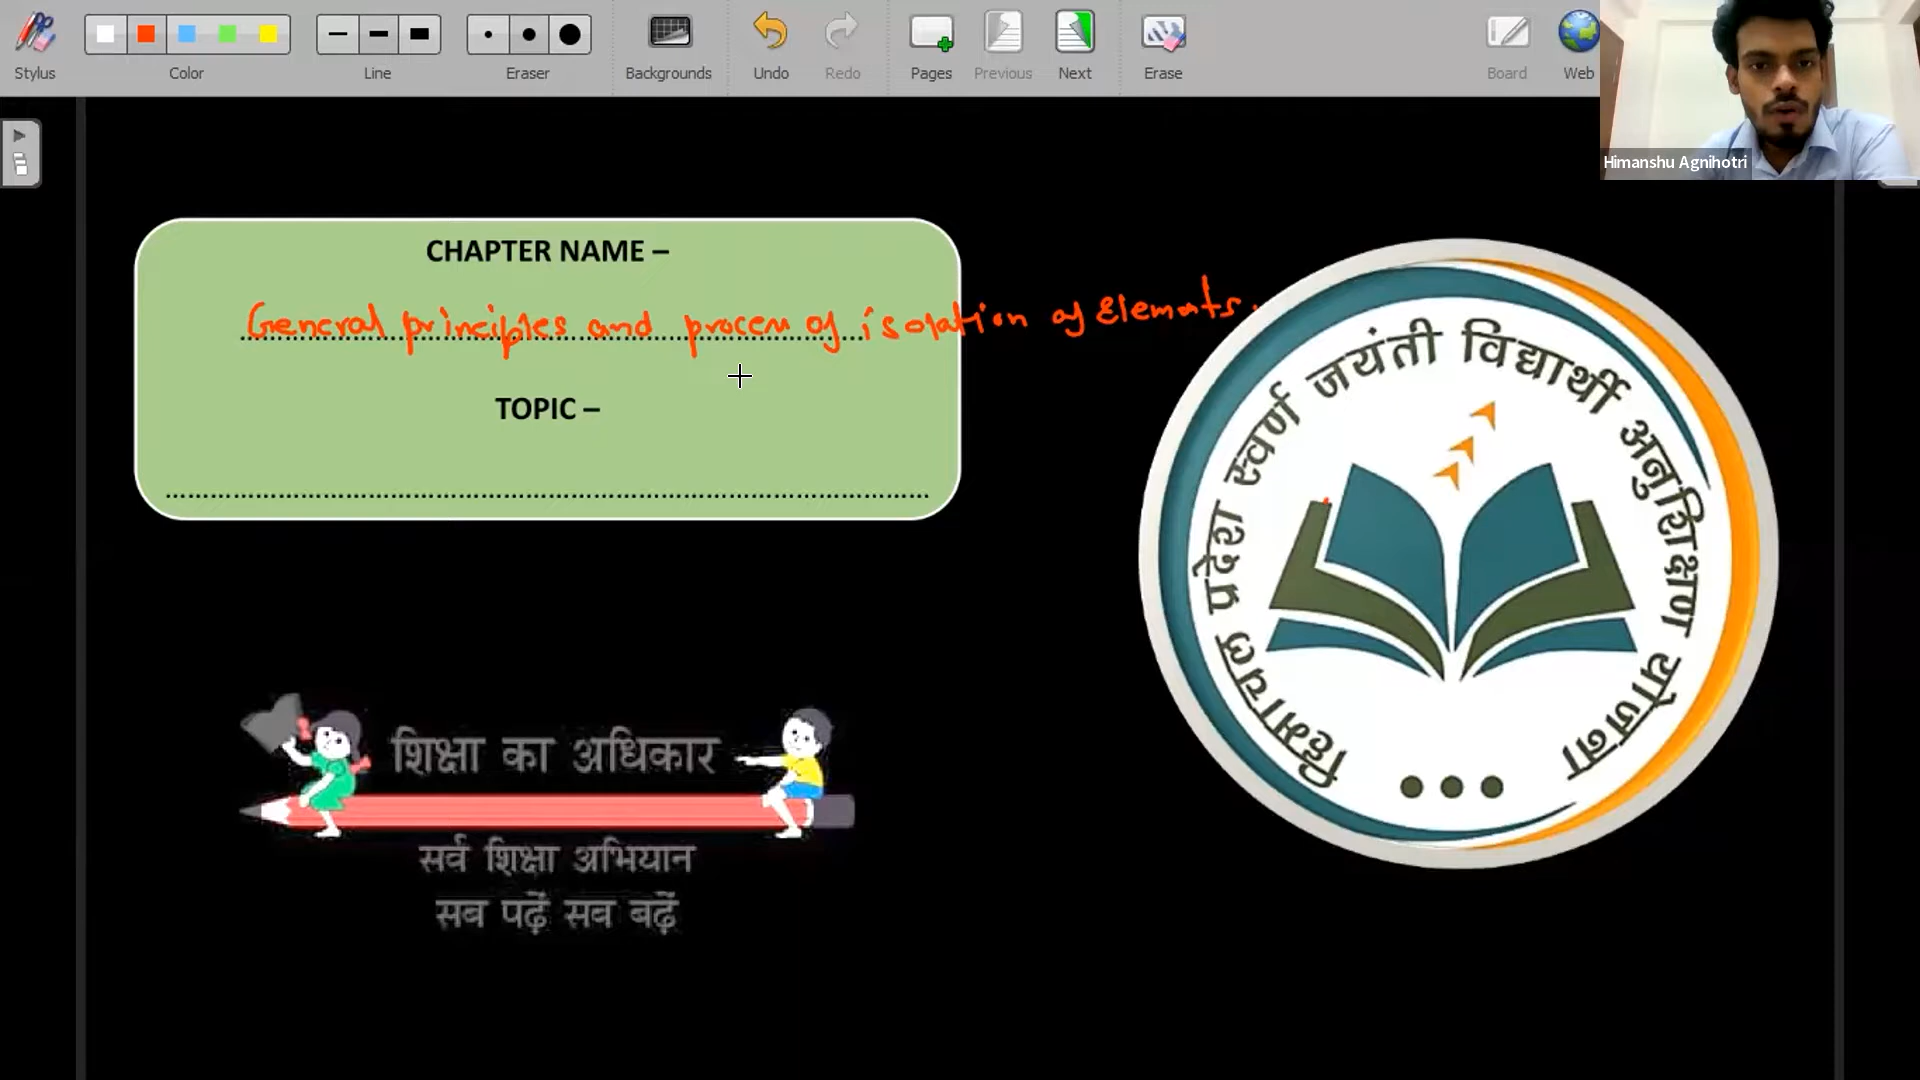 Stylus
Color
Line
Eraser
Backgrounds
Undo
Redo
Pages
Previous
Next
Erase
Board
Web
Himanshu Agnihotri
CHAPTER NAME –
General principles and process of isolation of Elements.
TOPIC –
हिमाचल प्रदेश स्वर्ण जयंती विद्यार्थी अनुशिक्षण योजना
शिक्षा का अधिकार
सर्व शिक्षा अभियान
सब पढ़ें सब बढ़ें